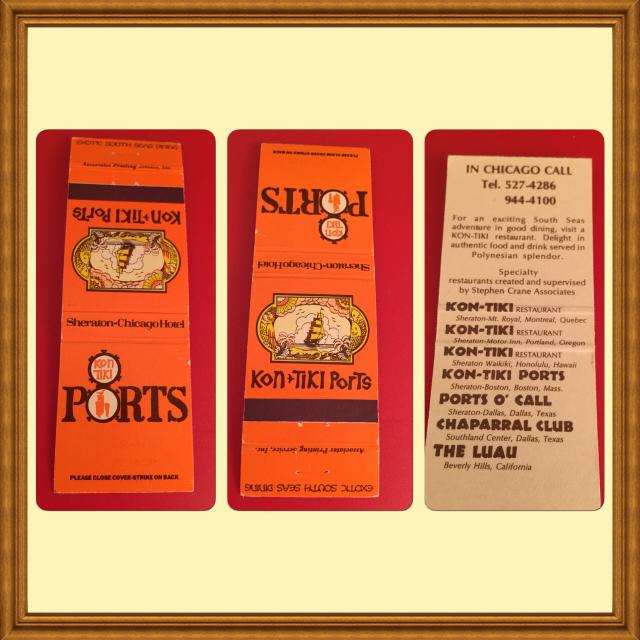 EXOTIC SOUTH SEAS DINING
Associates Printing Service, Inc.
KON-TIKI PORTS
Sheraton-Chicago Hotel
KON
TIKI
PORTS
PLEASE CLOSE COVER-STRIKE ON BACK
PLEASE CLOSE COVER-STRIKE ON BACK
PORTS
KON
TIKI
Sheraton-Chicago Hotel
KON-TIKI PORTS
Associates Printing Service, Inc.
EXOTIC SOUTH SEAS DINING
IN CHICAGO CALL
Tel. 527-4286
944-4100
For an exciting South Seas
adventure in good dining, visit a
KON-TIKI restaurant. Delight in
authentic food and drink served in
Polynesian splendor.
Specialty
restaurants created and supervised
by Stephen Crane Associates
KON-TIKI RESTAURANT
Sheraton-Mt. Royal, Montreal, Quebec
KON-TIKI RESTAURANT
Sheraton-Motor Inn, Portland, Oregon
KON-TIKI RESTAURANT
Sheraton Waikiki, Honolulu, Hawaii
KON-TIKI PORTS
Sheraton-Boston, Boston, Mass.
PORTS O' CALL
Sheraton-Dallas, Dallas, Texas
CHAPARRAL CLUB
Southland Center, Dallas, Texas
THE LUAU
Beverly Hills, California